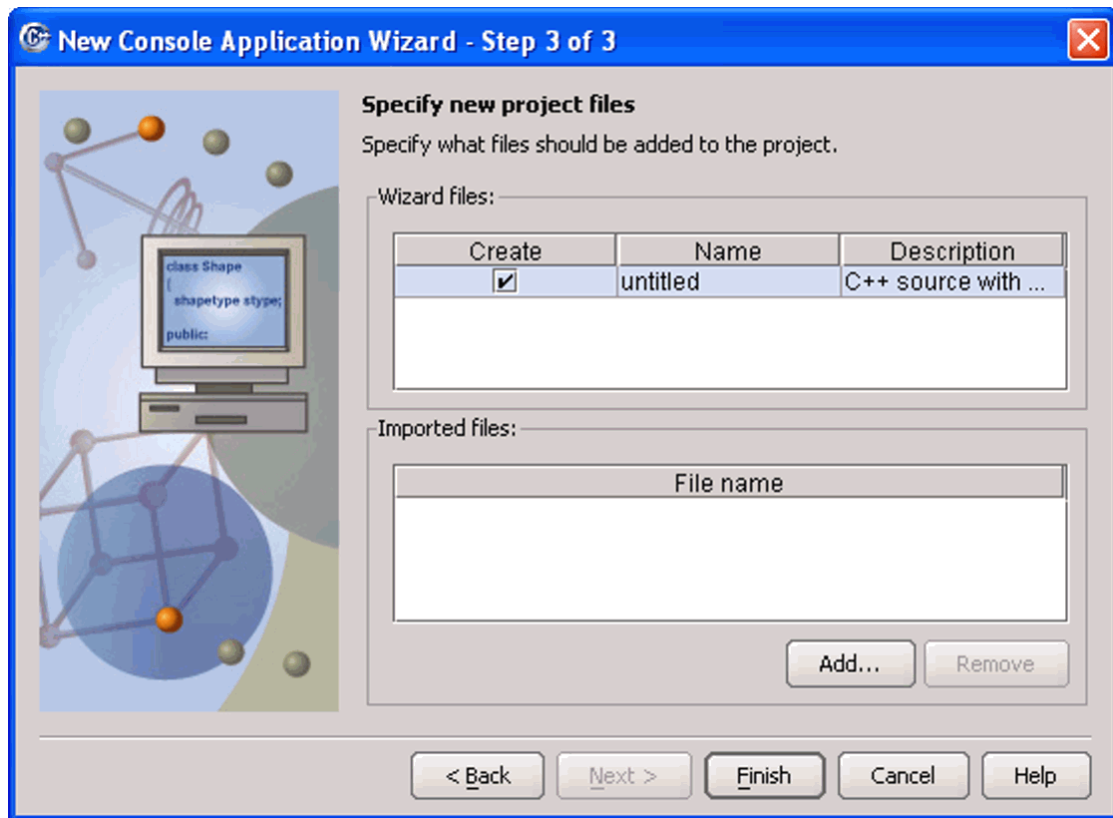 New Console Application Wizard - Step 3 of 3
Specify new project files
Specify what files should be added to the project.
Wizard files:
Create Name Description
untitled C++ source with ...
class Shape
{
shapetype stype;
public:
Imported files:
File name
Add... Remove
< Back Next > Finish Cancel Help